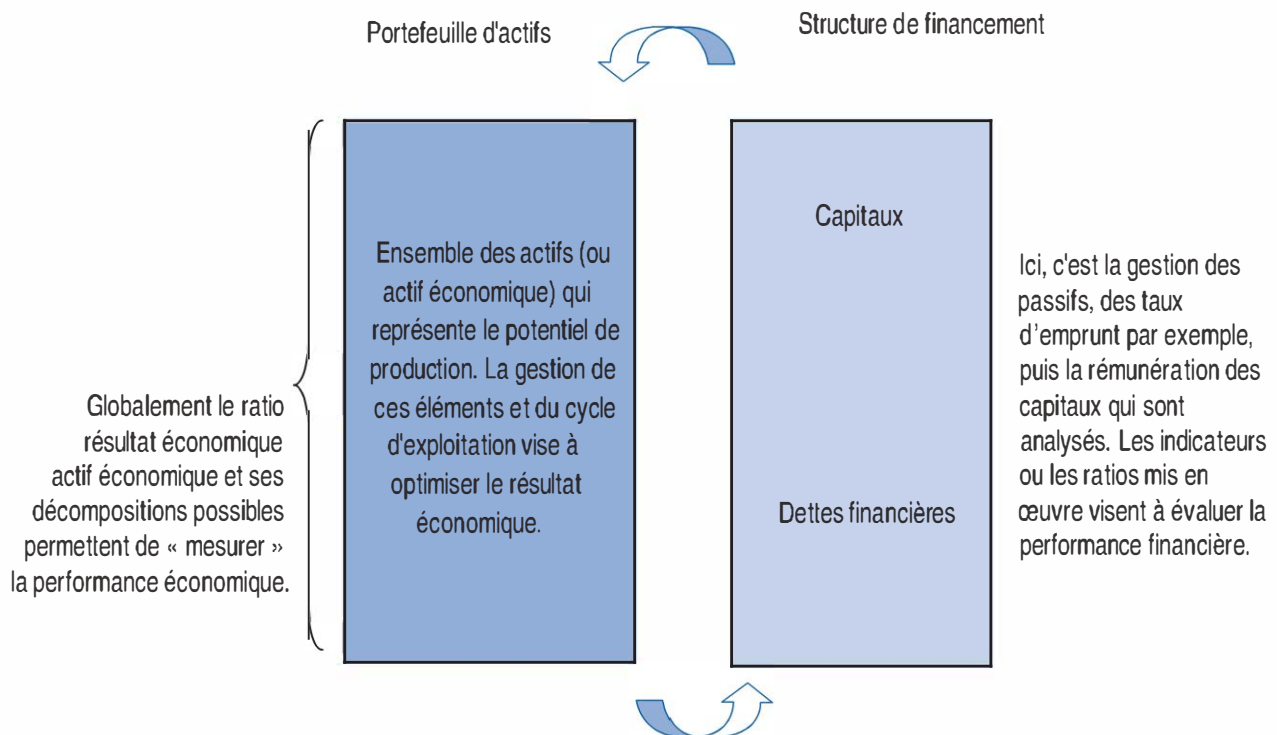 Portefeuille d'actifs
Structure de financement
Globalement le ratio
résultat économique
actif économique et ses
décompositions possibles
permettent de « mesurer »
la performance économique.
Ensemble des actifs (ou
actif économique) qui
représente le potentiel de
production. La gestion de
ces éléments et du cycle
d'exploitation vise à
optimiser le résultat
économique.
Capitaux
Dettes financières
Ici, c'est la gestion des
passifs, des taux
d'emprunt par exemple,
puis la rémunération des
capitaux qui sont
analysés. Les indicateurs
ou les ratios mis en
œuvre visent à évaluer la
performance financière.